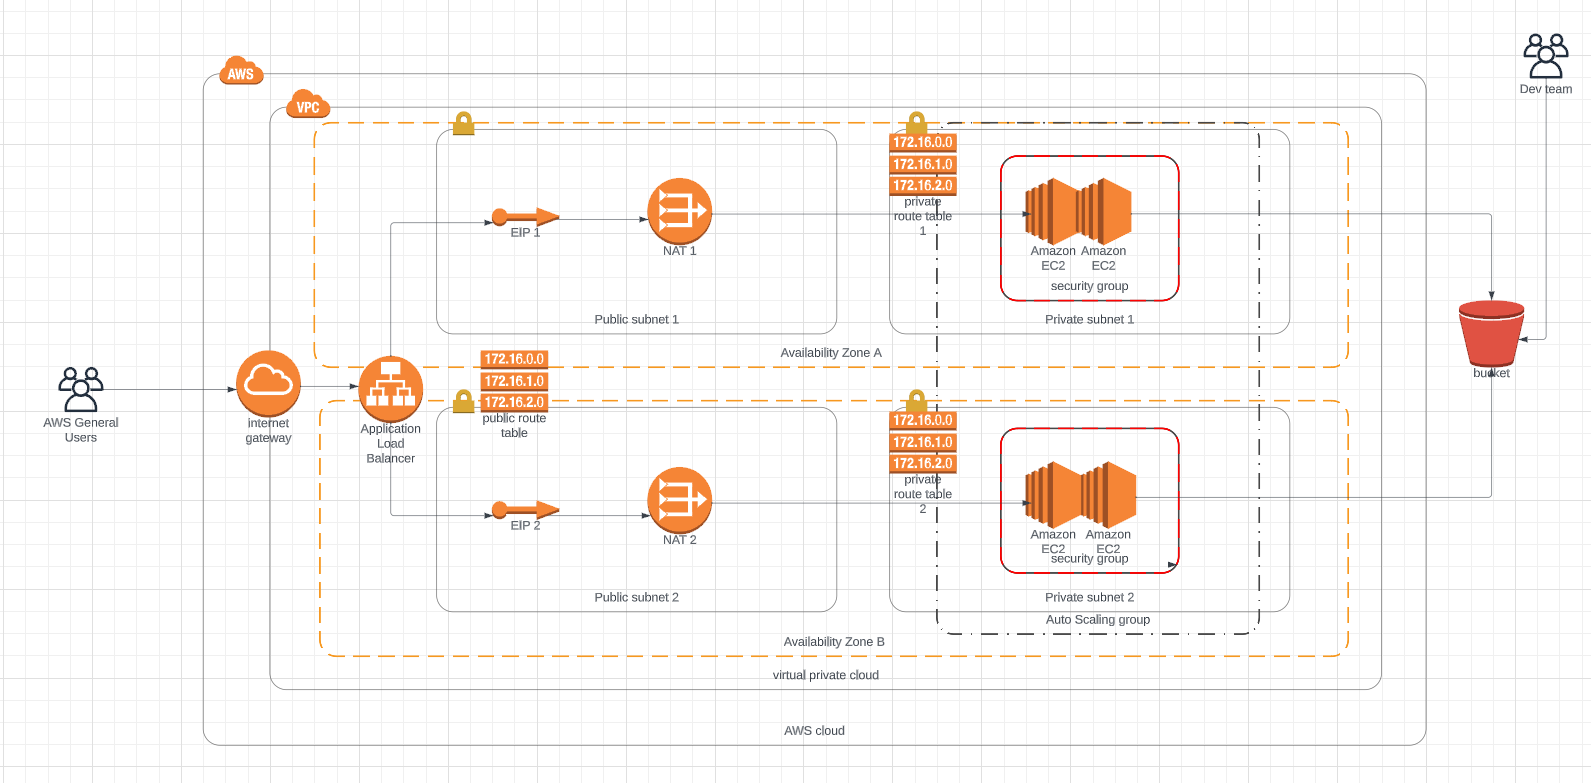 Dev team
AWS
VPC
172.16.0.0
172.16.1.0
172.16.2.0
private
route table
1
EIP 1
NAT 1
Amazon
EC2
Amazon
EC2
security group
Public subnet 1
Private subnet 1
Availability Zone A
bucket
AWS General
Users
internet
gateway
Application
Load
Balancer
172.16.0.0
172.16.1.0
172.16.2.0
public route
table
172.16.0.0
172.16.1.0
172.16.2.0
private
route table
2
EIP 2
NAT 2
Amazon
EC2
Amazon
EC2
security group
Public subnet 2
Private subnet 2
Auto Scaling group
Availability Zone B
virtual private cloud
AWS cloud